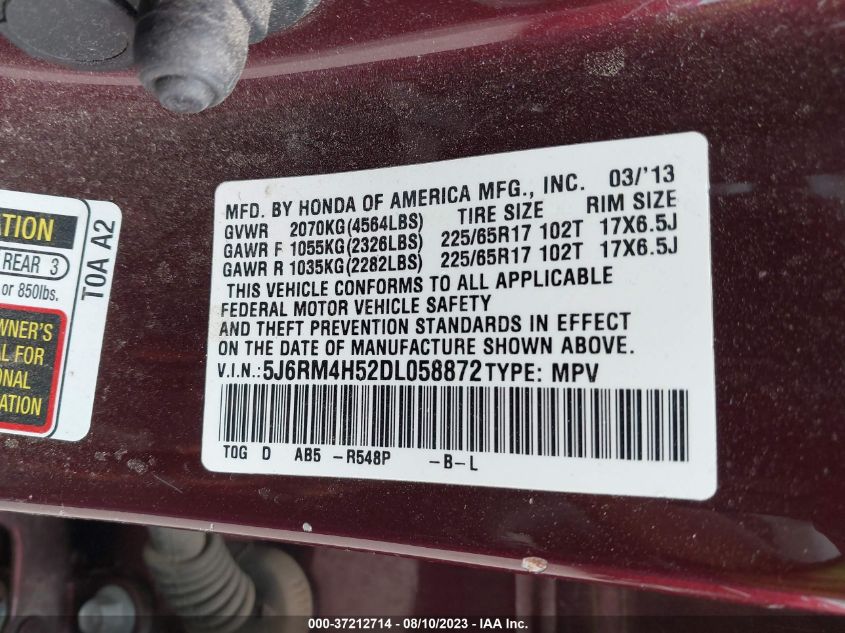 ATION
REAR 3
or 850lbs.
WNER'S
AL FOR
ONAL
ATION
TOA A2
MFD. BY HONDA OF AMERICA MFG., INC. 03/'13
GVWR 2070KG(4564LBS) TIRE SIZE RIM SIZE
GAWR F 1055KG(2326LBS) 225/65R17 102T 17X6.5J
GAWR R 1035KG(2282LBS) 225/65R17 102T 17X6.5J
THIS VEHICLE CONFORMS TO ALL APPLICABLE
FEDERAL MOTOR VEHICLE SAFETY
AND THEFT PREVENTION STANDARDS IN EFFECT
ON THE DATE OF MANUFACTURE SHOWN ABOVE.
V.I.N.:5J6RM4H52DL058872 TYPE: MPV
TOG D AB5 -R548P -B-L
000-37212714 - 08/10/2023 - IAA Inc.